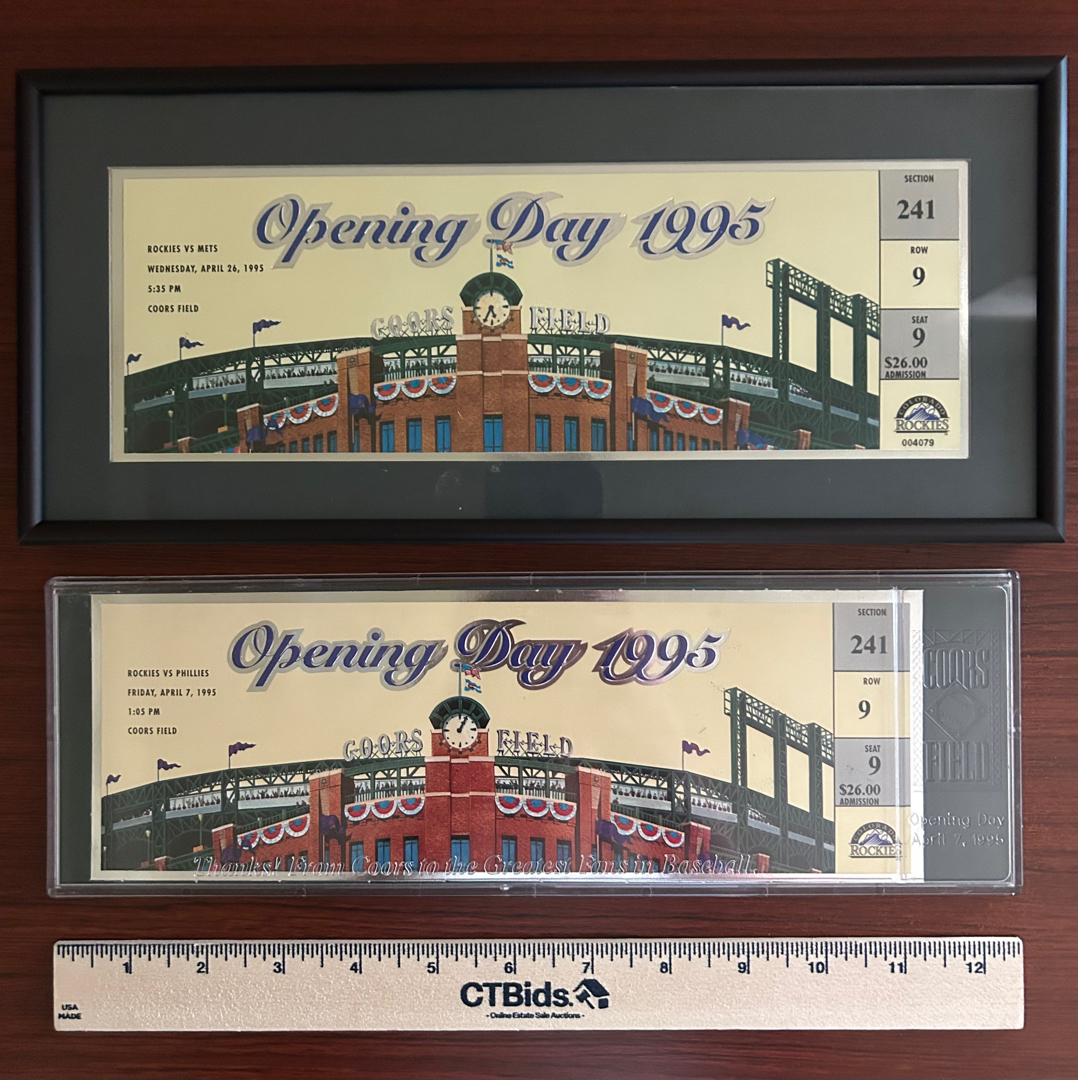 Opening Day 1995
ROCKIES VS METS
WEDNESDAY, APRIL 26, 1995
5:35 PM
COORS FIELD
COORS FIELD
SECTION
241
ROW
9
SEAT
9
$26.00
ADMISSION
COLORADO
ROCKIES
004079
Opening Day 1995
ROCKIES VS PHILLIES
FRIDAY, APRIL 7, 1995
1:05 PM
COORS FIELD
COORS FIELD
SECTION
241
ROW
9
SEAT
9
$26.00
ADMISSION
COLORADO
ROCKIES
COORS
FIELD
Opening Day
April 7, 1995
Thanks! From Coors to the Greatest Fans in Baseball.
1 2 3 4 5 6 7 8 9 10 11 12
CTBids.
- Online Estate Sale Auctions -
USA
MADE